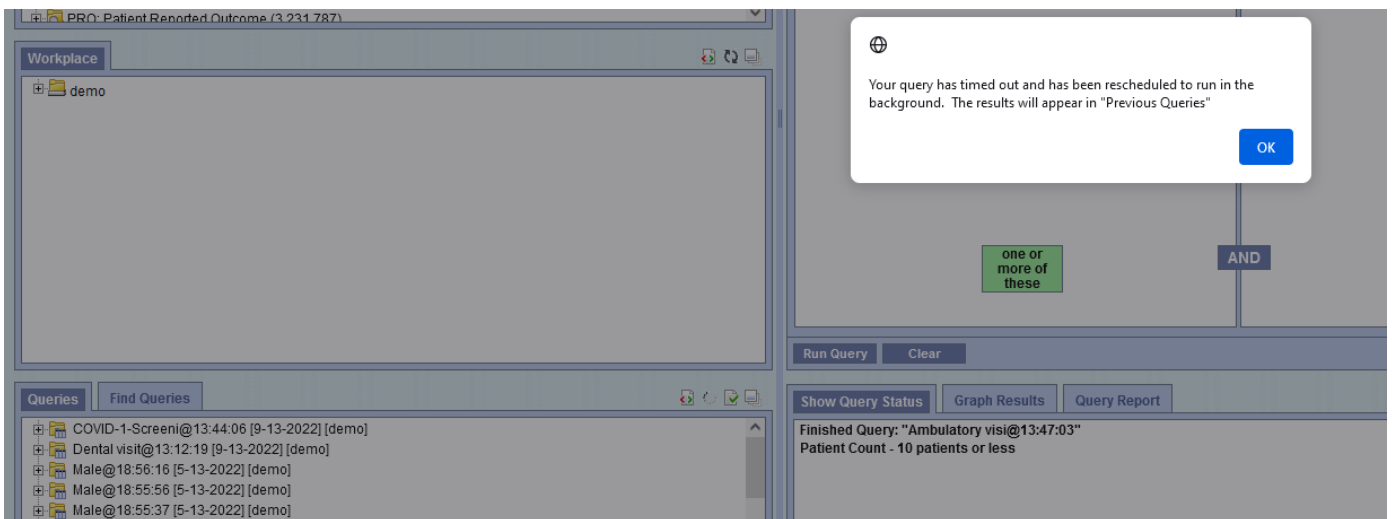 PRO: Patient Reported Outcome (3 231 787)
Workplace
demo
Queries
Find Queries
COVID-1-Screeni@13:44:06 [9-13-2022] [demo]
Dental visit@13:12:19 [9-13-2022] [demo]
Male@18:56:16 [5-13-2022] [demo]
Male@18:55:56 [5-13-2022] [demo]
Male@18:55:37 [5-13-2022] [demo]
Your query has timed out and has been rescheduled to run in the
background. The results will appear in "Previous Queries"
OK
one or
more of
these
AND
Run Query
Clear
Show Query Status
Graph Results
Query Report
Finished Query: "Ambulatory visi@13:47:03"
Patient Count - 10 patients or less